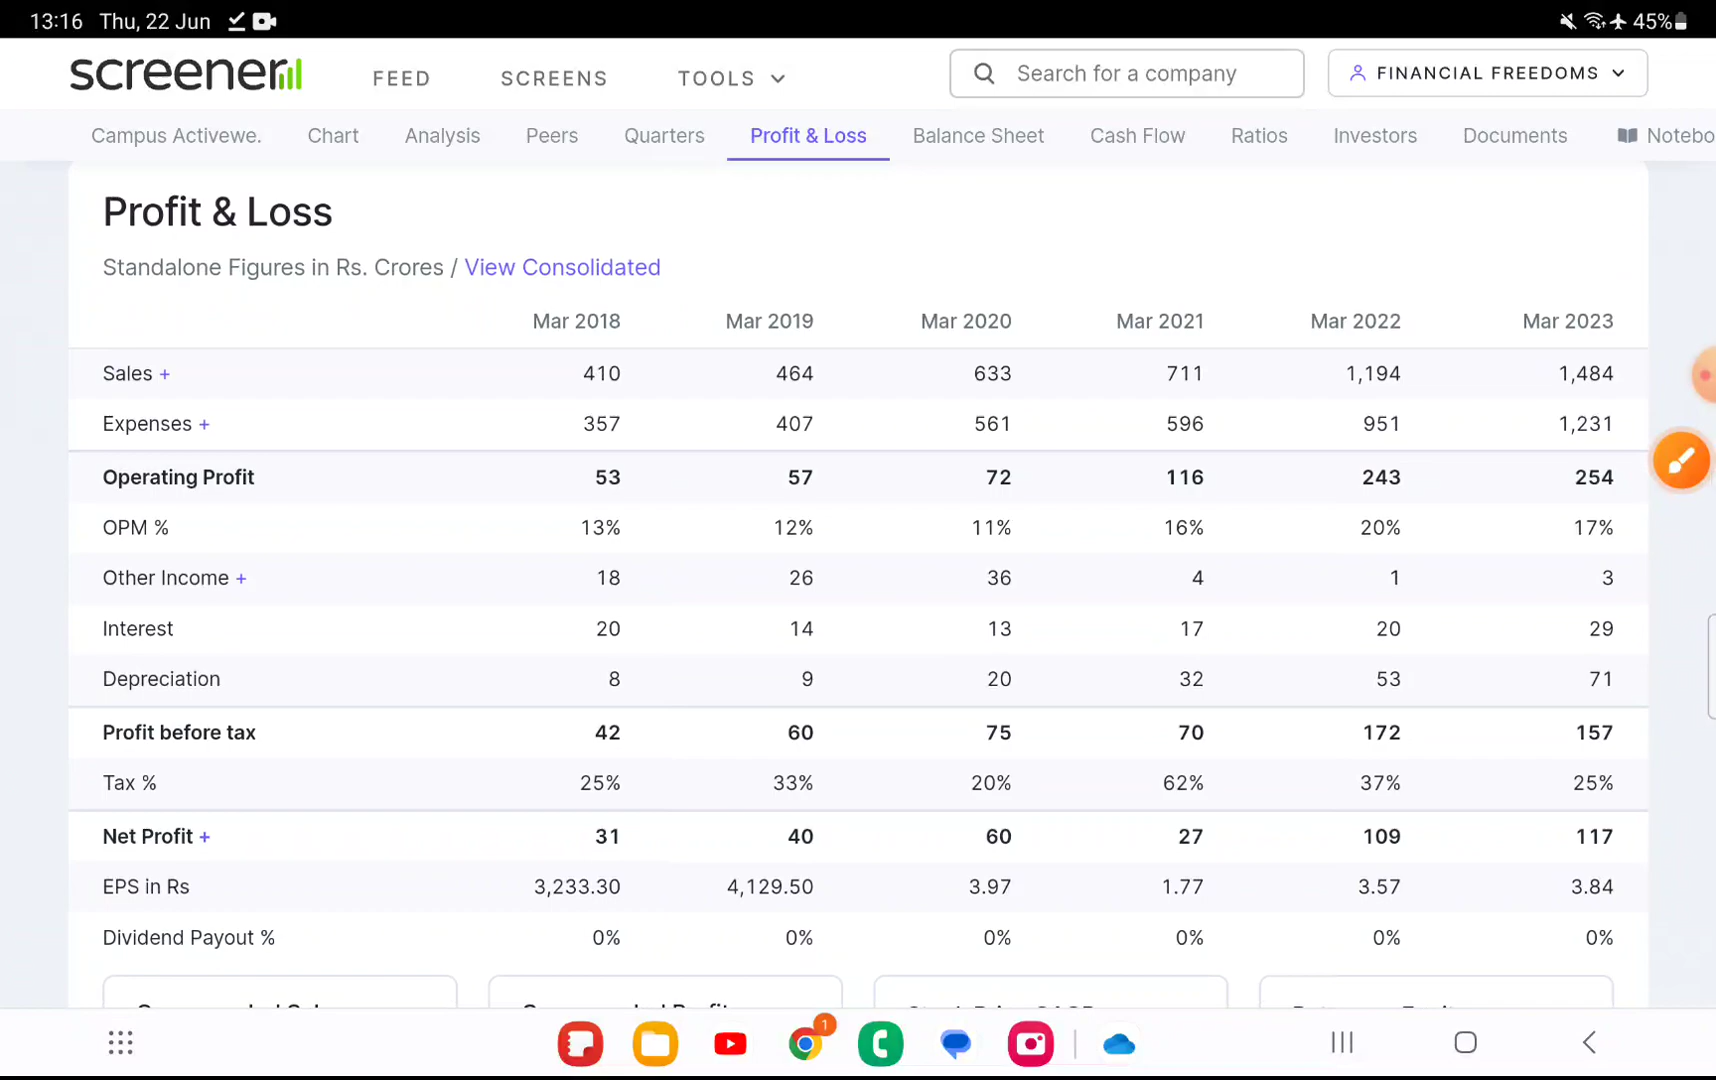 13:16 Thu, 22 Jun 45%
screener FEED SCREENS TOOLS Search for a company FINANCIAL FREEDOMS
Campus Activewe. Chart Analysis Peers Quarters Profit & Loss Balance Sheet Cash Flow Ratios Investors Documents Notebo
Profit & Loss
Standalone Figures in Rs. Crores / View Consolidated
Mar 2018 Mar 2019 Mar 2020 Mar 2021 Mar 2022 Mar 2023
Sales + 410 464 633 711 1,194 1,484
Expenses + 357 407 561 596 951 1,231
Operating Profit 53 57 72 116 243 254
OPM % 13% 12% 11% 16% 20% 17%
Other Income + 18 26 36 4 1 3
Interest 20 14 13 17 20 29
Depreciation 8 9 20 32 53 71
Profit before tax 42 60 75 70 172 157
Tax % 25% 33% 20% 62% 37% 25%
Net Profit + 31 40 60 27 109 117
EPS in Rs 3,233.30 4,129.50 3.97 1.77 3.57 3.84
Dividend Payout % 0% 0% 0% 0% 0% 0%
1